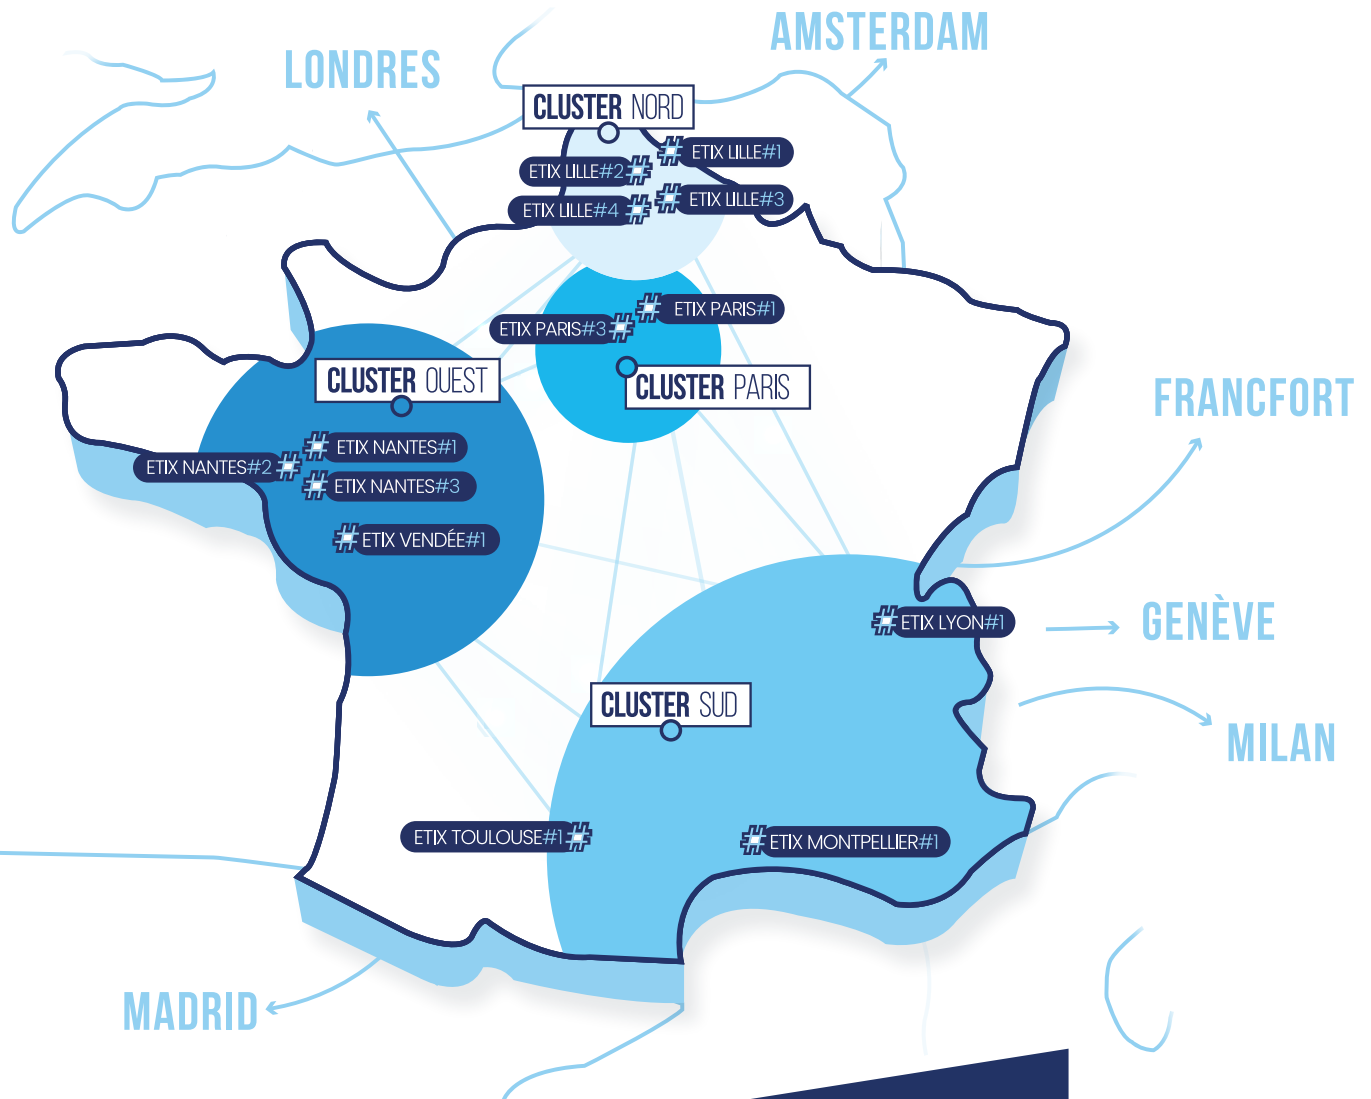 AMSTERDAM
LONDRES
CLUSTER NORD
ETIX LILLE#1
ETIX LILLE#2
ETIX LILLE#3
ETIX LILLE#4
ETIX PARIS#1
ETIX PARIS#3
CLUSTER PARIS
CLUSTER OUEST
FRANCFORT
ETIX NANTES#1
ETIX NANTES#2
ETIX NANTES#3
ETIX VENDÉE#1
ETIX LYON#1
GENÈVE
CLUSTER SUD
MILAN
ETIX TOULOUSE#1
ETIX MONTPELLIER#1
MADRID